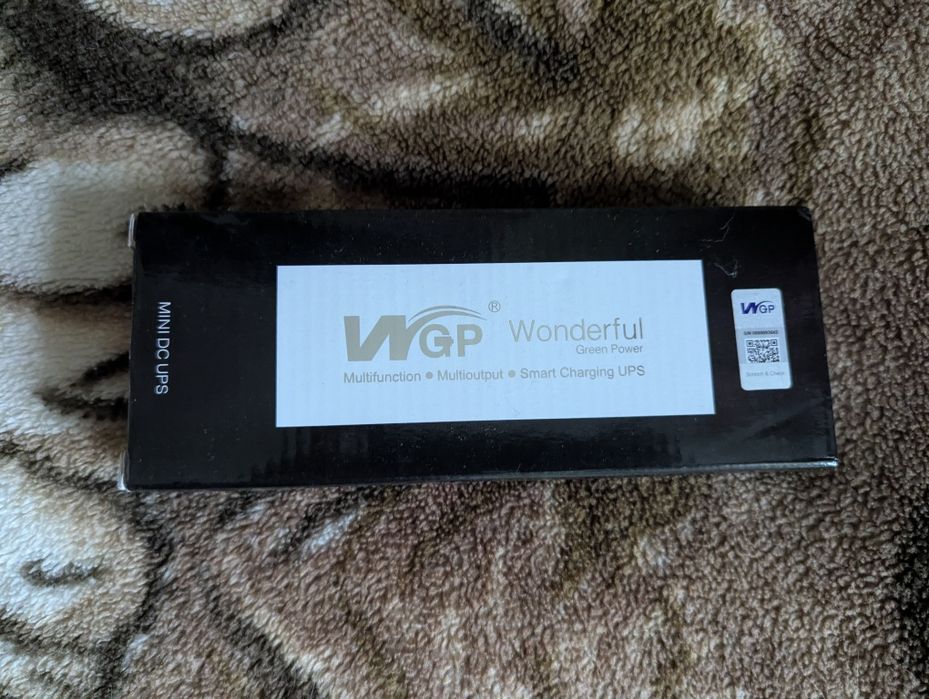 MINI DC UPS
WGP®
Wonderful
Green Power
Multifunction ● Multioutput ● Smart Charging UPS
WGP